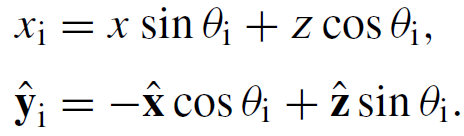 xᵢ = x sin θᵢ + z cos θᵢ,
ŷᵢ = −x̂ cos θᵢ + ẑ sin θᵢ.